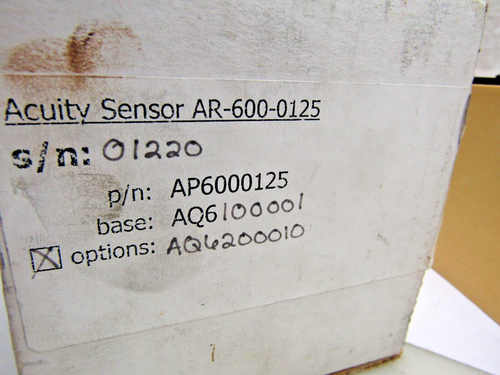 Acuity Sensor AR-600-0125
s/n: 01220
p/n: AP6000125
base: AQ6100001
options: AQ6200010